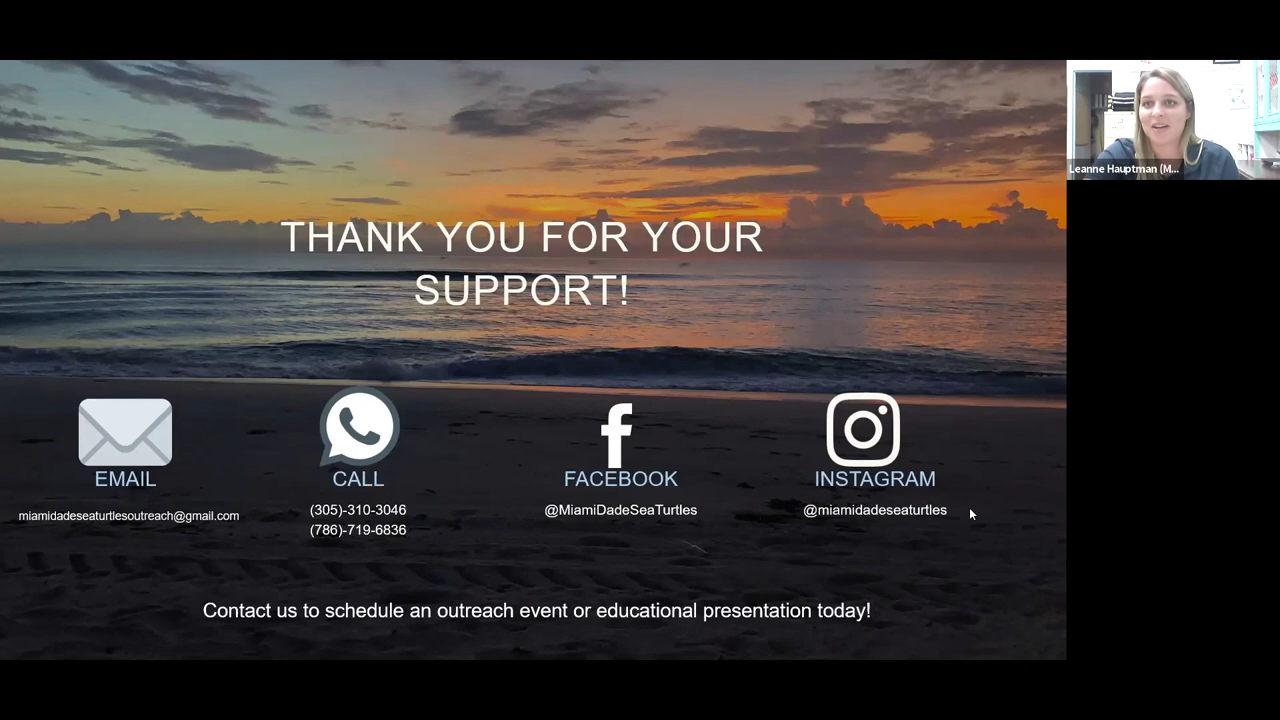 THANK YOU FOR YOUR
SUPPORT!
Leanne Hauptman (M...
EMAIL
miamidadeseaturtlesoutreach@gmail.com
CALL
(305)-310-3046
(786)-719-6836
FACEBOOK
@MiamiDadeSeaTurtles
INSTAGRAM
@miamidadeseaturtles
Contact us to schedule an outreach event or educational presentation today!